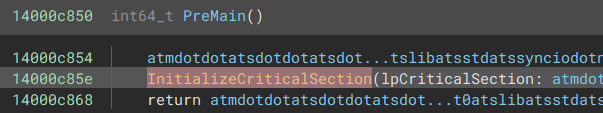 14000c850 int64_t PreMain()
14000c854 atmdotdotatsdotdotatsdot...tslibatsstdatssynciodotn
14000c85e InitializeCriticalSection(lpCriticalSection: atmdot
14000c868 return atmdotdotatsdotdotatsdot...t0atslibatsstdats